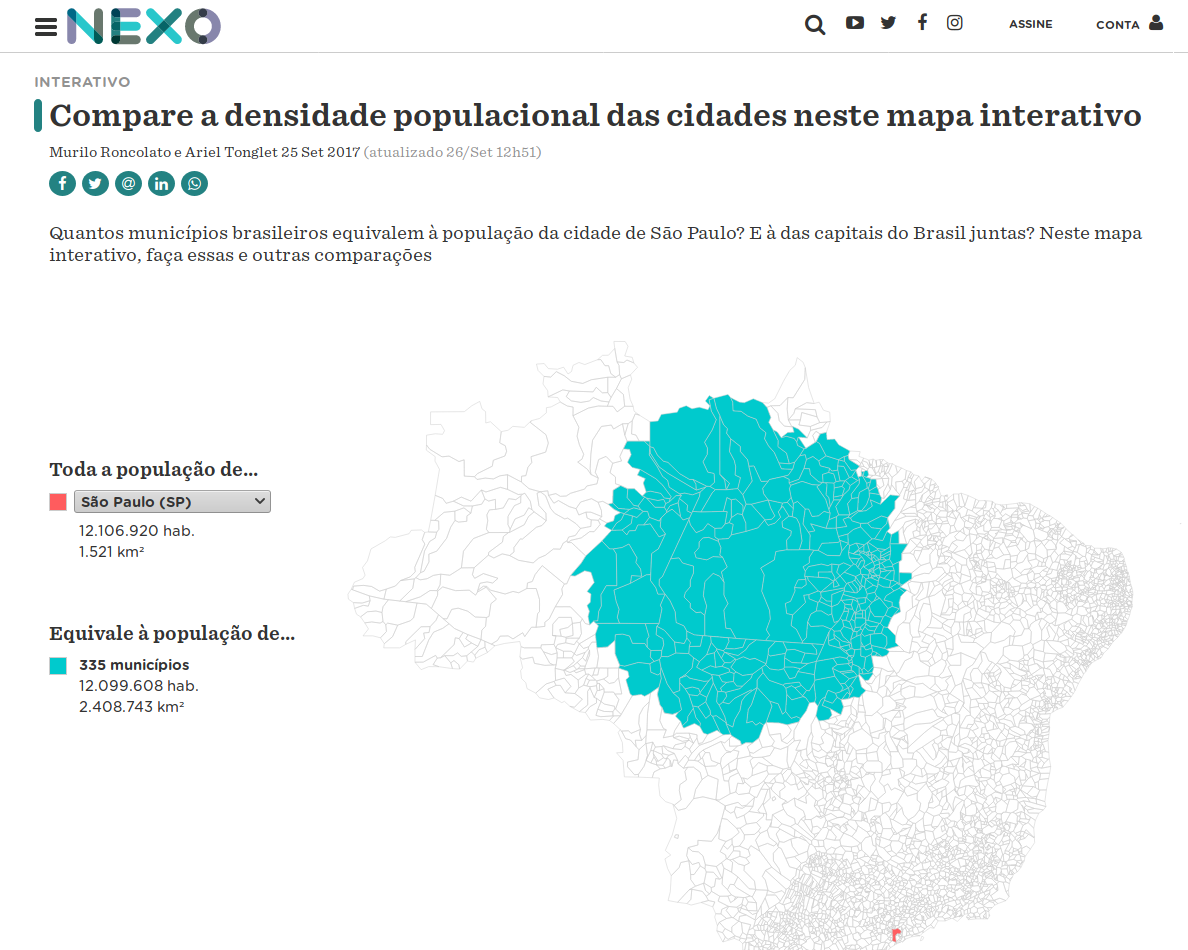 NEXO
ASSINE
CONTA
INTERATIVO
Compare a densidade populacional das cidades neste mapa interativo
Murilo Roncolato e Ariel Tonglet 25 Set 2017 (atualizado 26/Set 12h51)
Quantos municípios brasileiros equivalem à população da cidade de São Paulo? E à das capitais do Brasil juntas? Neste mapa
interativo, faça essas e outras comparações
Toda a população de...
São Paulo (SP)
12.106.920 hab.
1.521 km²
Equivale à população de...
335 municípios
12.099.608 hab.
2.408.743 km²